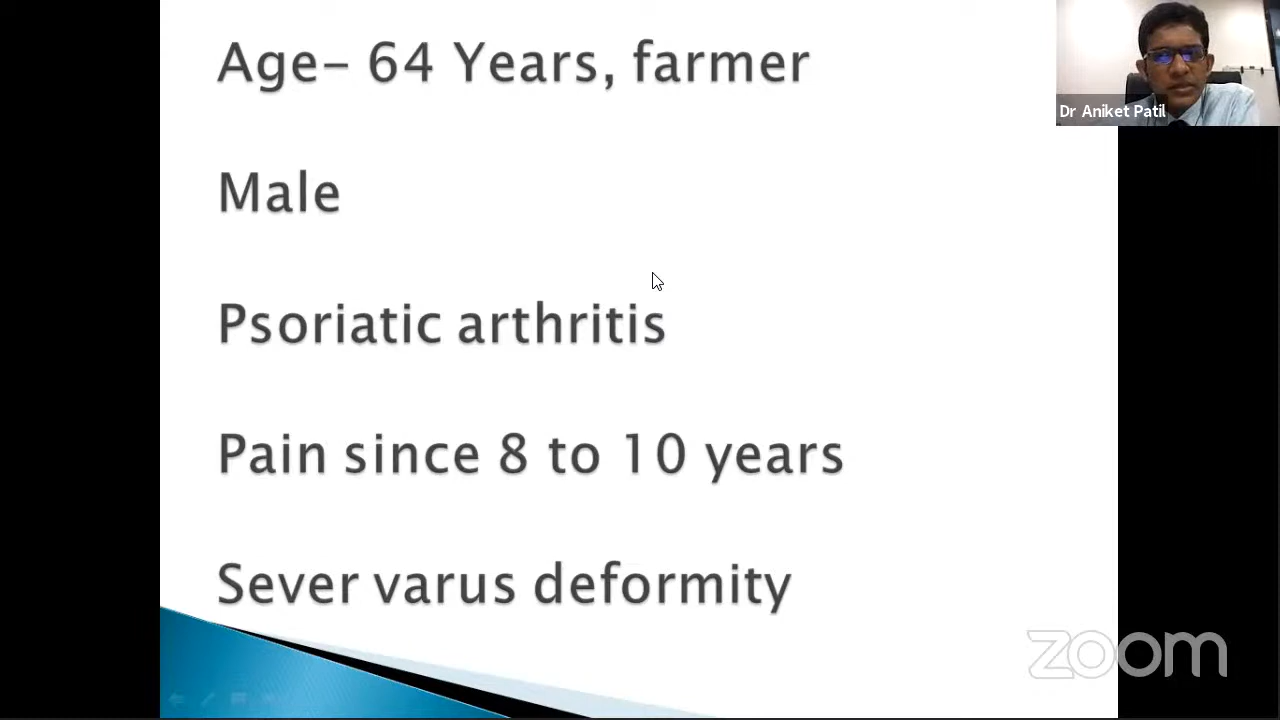 Age- 64 Years, farmer
Dr Aniket Patil
Male
Psoriatic arthritis
Pain since 8 to 10 years
Sever varus deformity
zoom